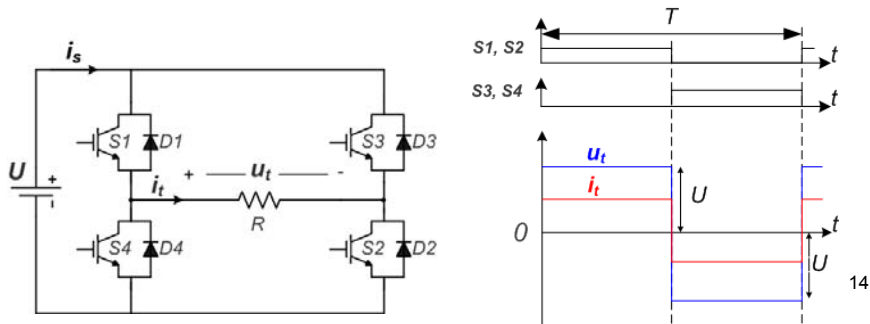 i_s
U
+
-
S1
D1
S3
D3
+ u_t -
i_t
R
S4
D4
S2
D2
T
S1, S2
t
S3, S4
t
u_t
i_t
U
0
t
U
14